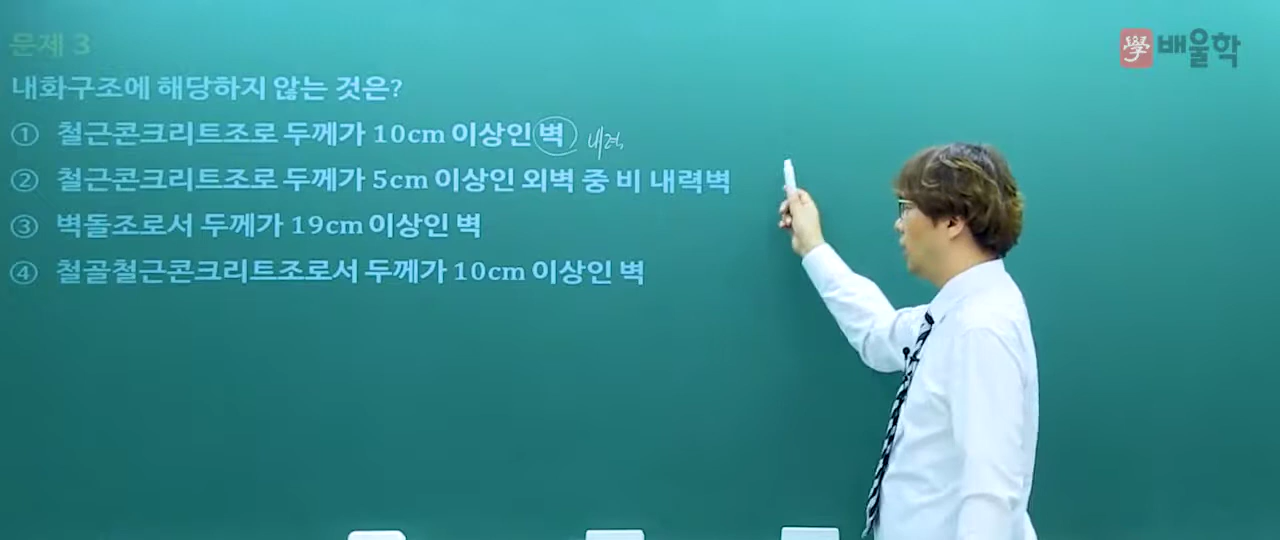 문제 3
學 배울학
내화구조에 해당하지 않는 것은?
① 철근콘크리트조로 두께가 10cm 이상인 벽 내력
② 철근콘크리트조로 두께가 5cm 이상인 외벽 중 비 내력벽
③ 벽돌조로서 두께가 19cm 이상인 벽
④ 철골철근콘크리트조로서 두께가 10cm 이상인 벽